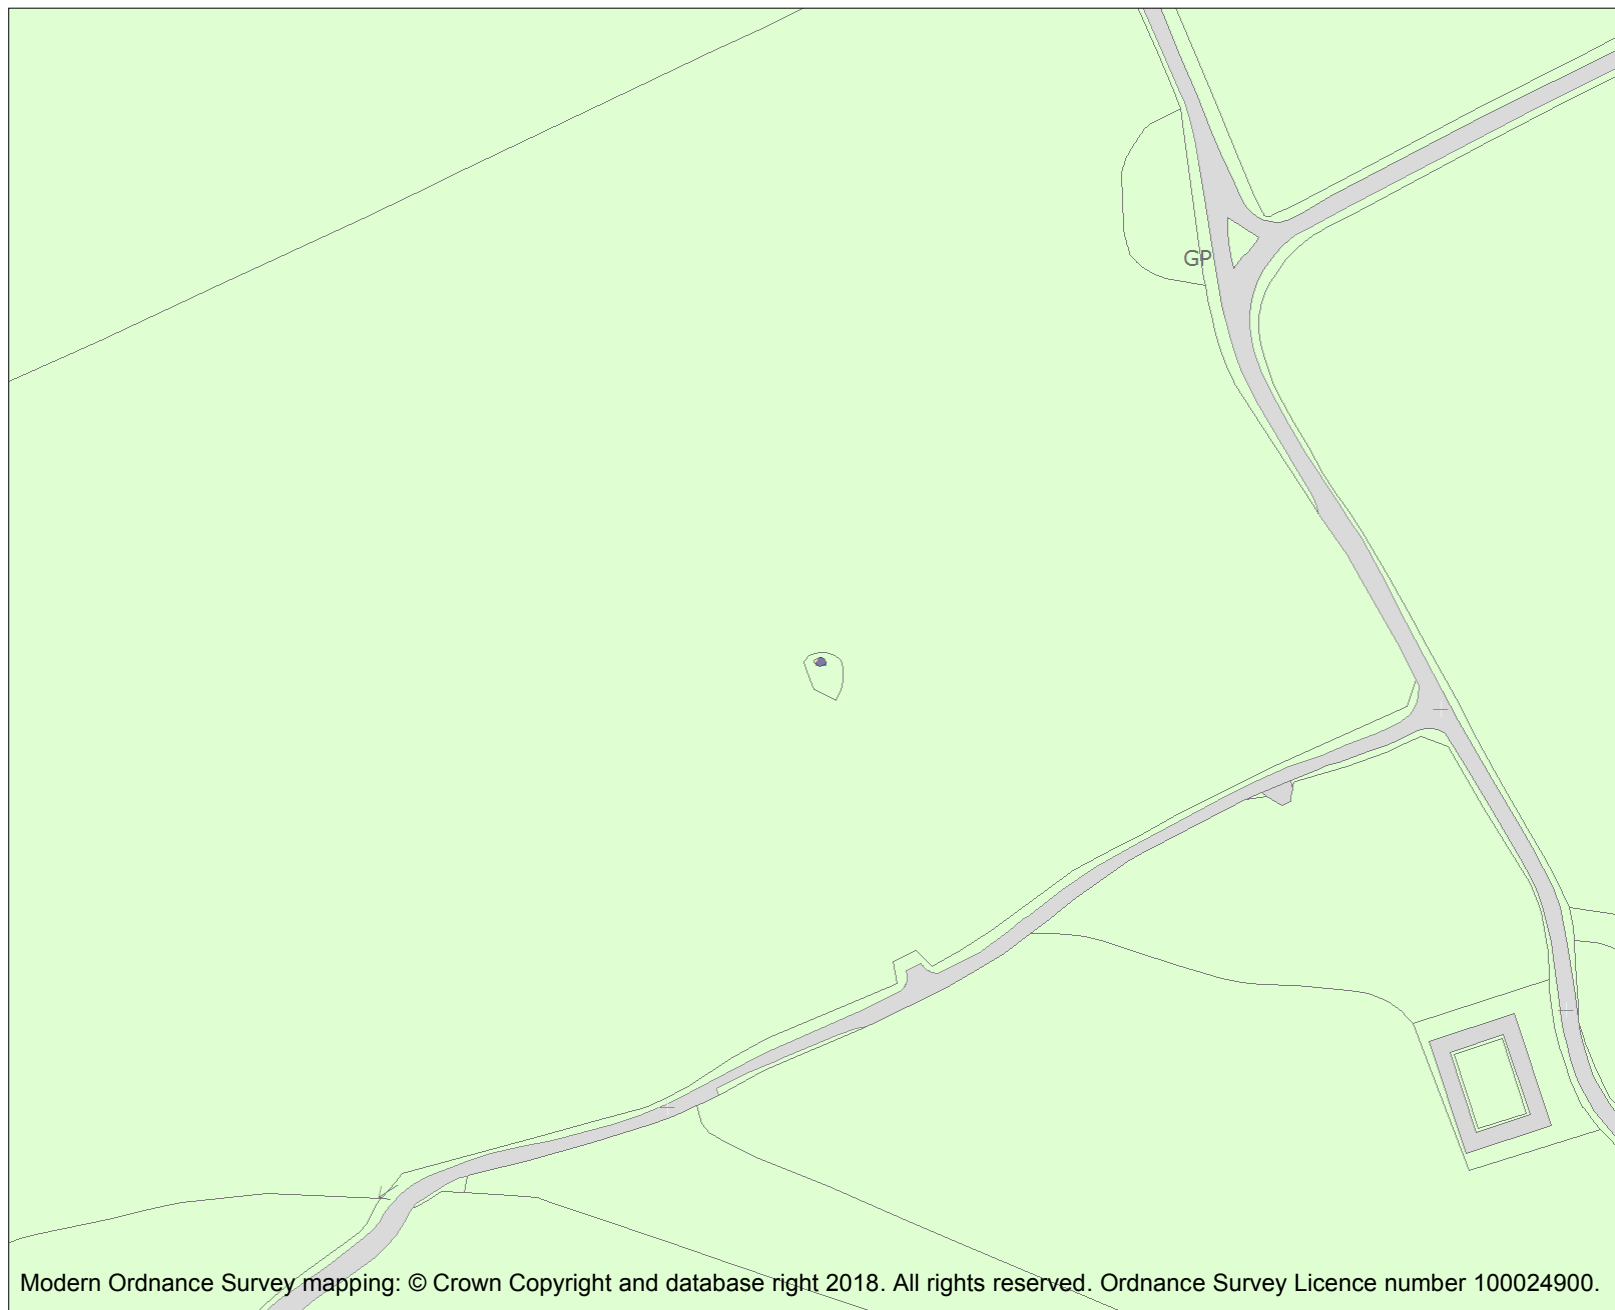 GP
Modern Ordnance Survey mapping: © Crown Copyright and database right 2018. All rights reserved. Ordnance Survey Licence number 100024900.